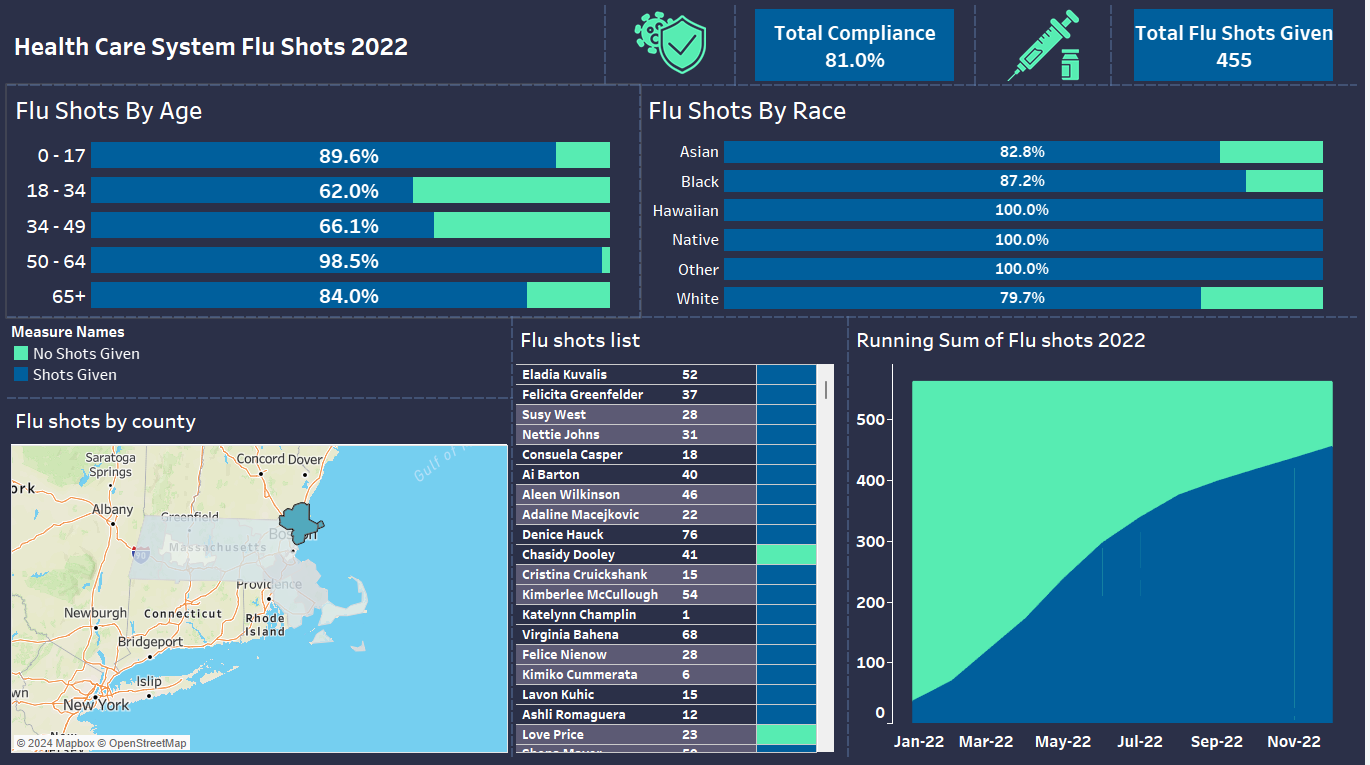 Health Care System Flu Shots 2022
Total Compliance
81.0%
Total Flu Shots Given
455
Flu Shots By Age
0 - 17 89.6%
18 - 34 62.0%
34 - 49 66.1%
50 - 64 98.5%
65+ 84.0%
Flu Shots By Race
Asian 82.8%
Black 87.2%
Hawaiian 100.0%
Native 100.0%
Other 100.0%
White 79.7%
Measure Names
No Shots Given
Shots Given
Flu shots by county
Saratoga
Springs
Concord Dover
Gulf of
ork
Albany
Greenfield
Massachusetts
90
Providence
Newburgh
Connecticut
Rhode
Island
Bridgeport
Islip
wn
New York
© 2024 Mapbox © OpenStreetMap
Flu shots list
Eladia Kuvalis 52
Felicita Greenfelder 37
Susy West 28
Nettie Johns 31
Consuela Casper 18
Ai Barton 40
Aleen Wilkinson 46
Adaline Macejkovic 22
Denice Hauck 76
Chasidy Dooley 41
Cristina Cruickshank 15
Kimberlee McCullough 54
Katelynn Champlin 1
Virginia Bahena 68
Felice Nienow 28
Kimiko Cummerata 6
Lavon Kuhic 15
Ashli Romaguera 12
Love Price 23
Running Sum of Flu shots 2022
500
400
300
200
100
0
Jan-22 Mar-22 May-22 Jul-22 Sep-22 Nov-22